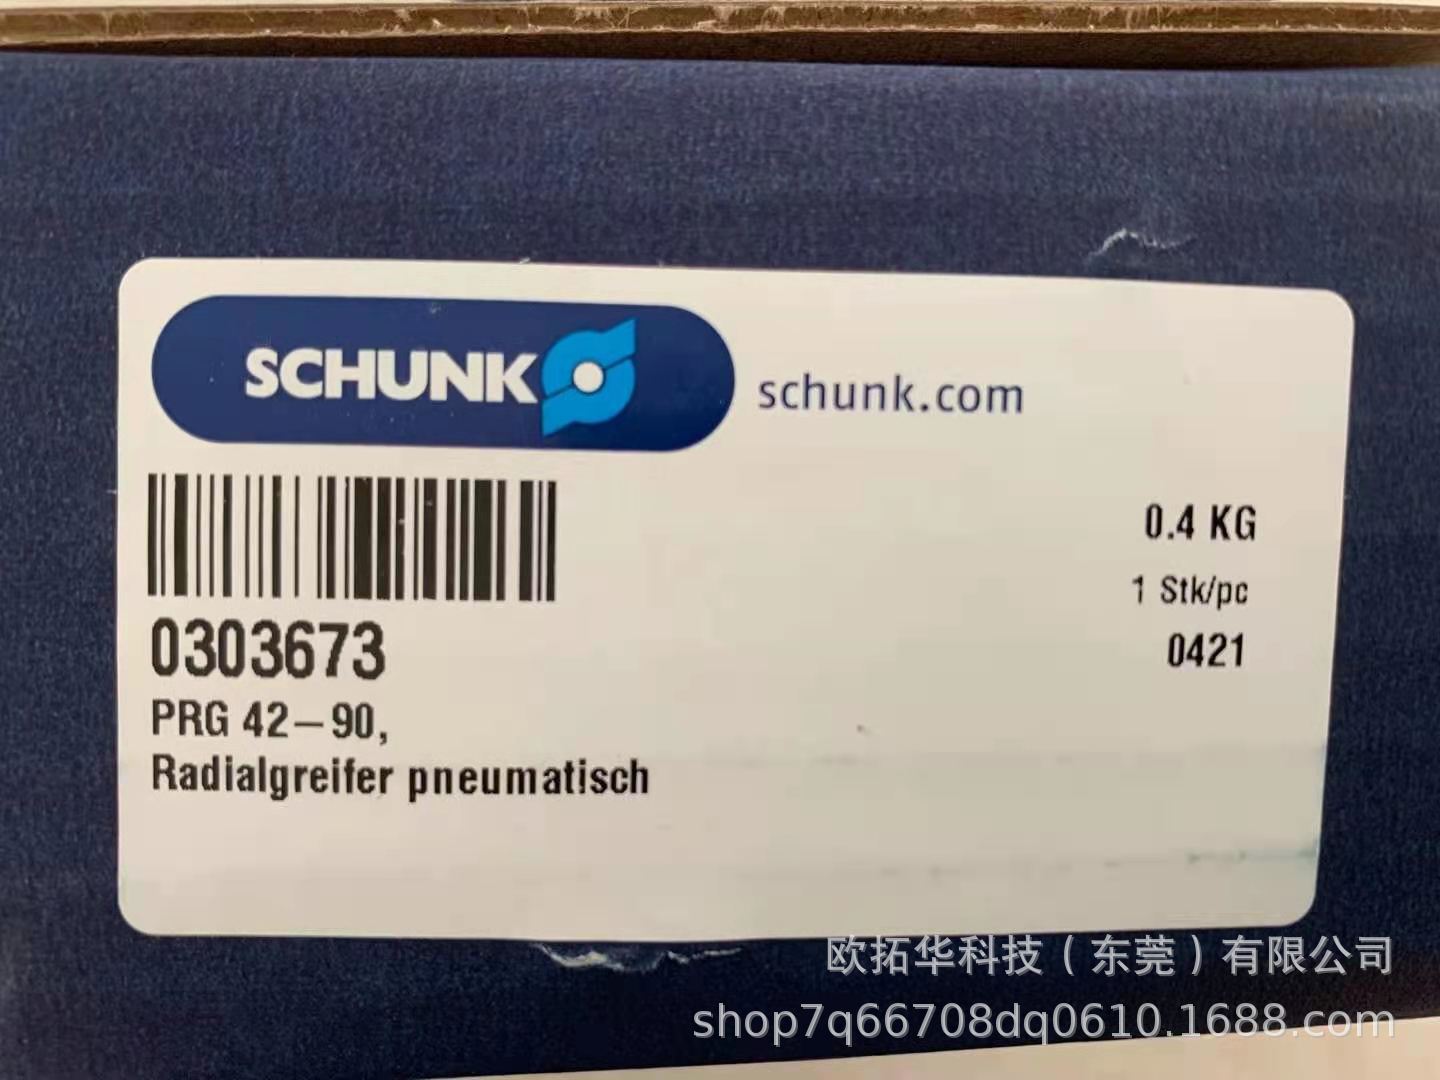 SCHUNK
schunk.com
0.4 KG
1 Stk/pc
0421
0303673
PRG 42-90,
Radialgreifer pneumatisch
欧拓华科技（东莞）有限公司
shop7q66708dq0610.1688.com